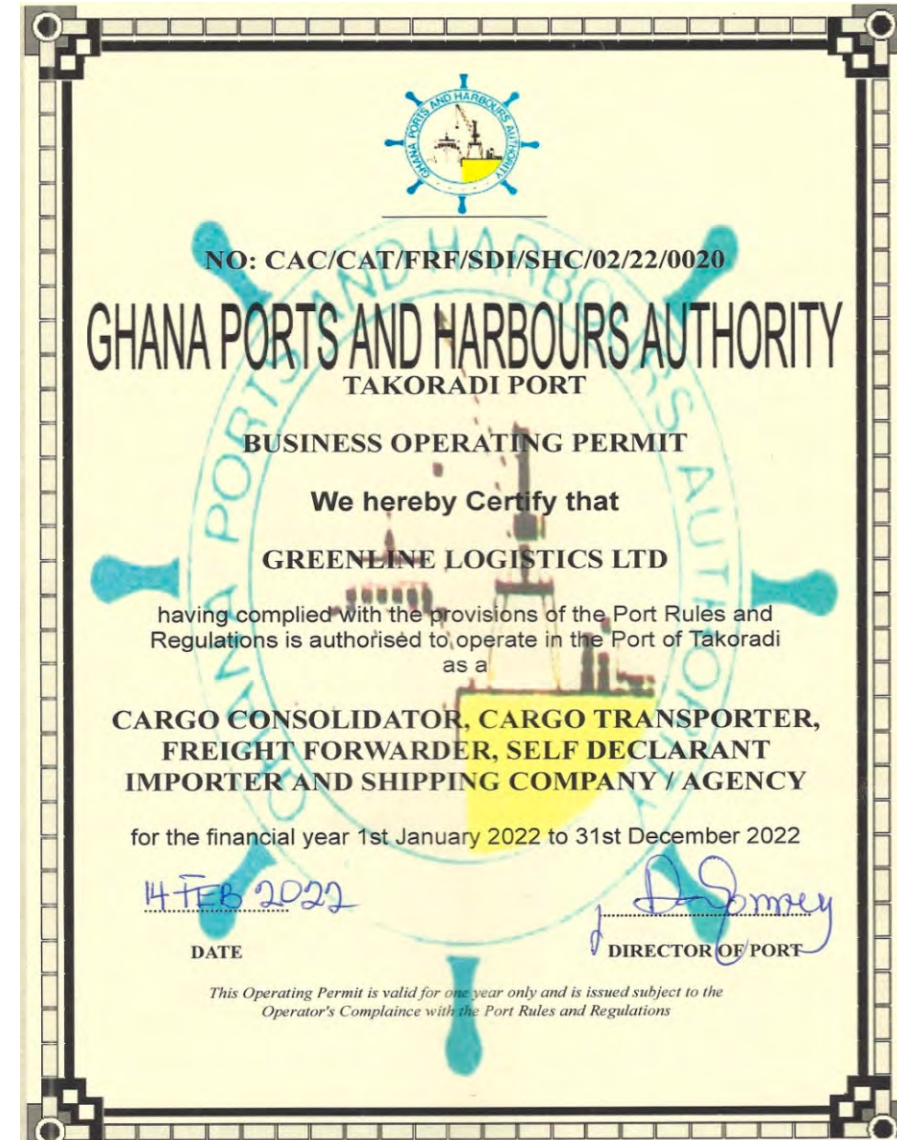 GHANA PORTS AND HARBOURS AUTHORITY
NO: CAC/CAT/FRF/SDI/SHC/02/22/0020
GHANA PORTS AND HARBOURS AUTHORITY
TAKORADI PORT
BUSINESS OPERATING PERMIT
We hereby Certify that
GREENLINE LOGISTICS LTD
having complied with the provisions of the Port Rules and
Regulations is authorised to operate in the Port of Takoradi
as a
CARGO CONSOLIDATOR, CARGO TRANSPORTER,
FREIGHT FORWARDER, SELF DECLARANT
IMPORTER AND SHIPPING COMPANY / AGENCY
for the financial year 1st January 2022 to 31st December 2022
14 FEB 2022
DATE
DIRECTOR OF PORT
This Operating Permit is valid for one year only and is issued subject to the
Operator's Complaince with the Port Rules and Regulations
GHANA PORTS AND HARBOURS AUTHORITY